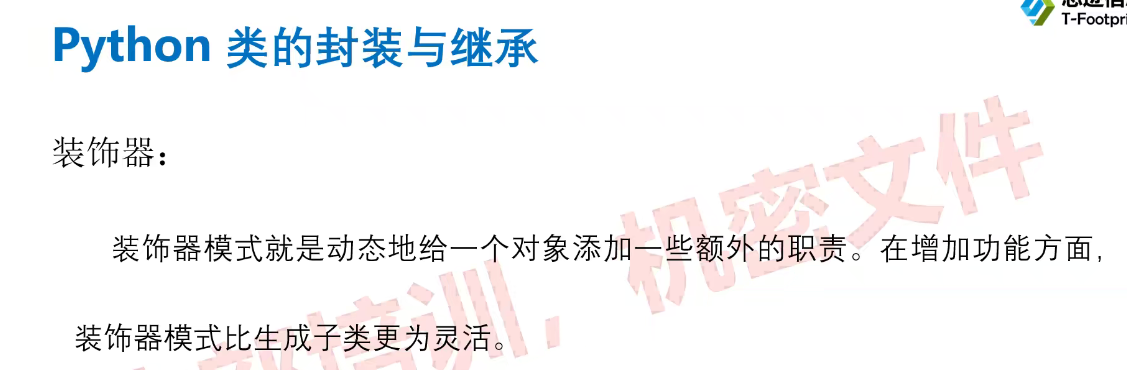 T-Footpri
Python 类的封装与继承
装饰器：
装饰器模式就是动态地给一个对象添加一些额外的职责。在增加功能方面，
装饰器模式比生成子类更为灵活。
培训，机密文件